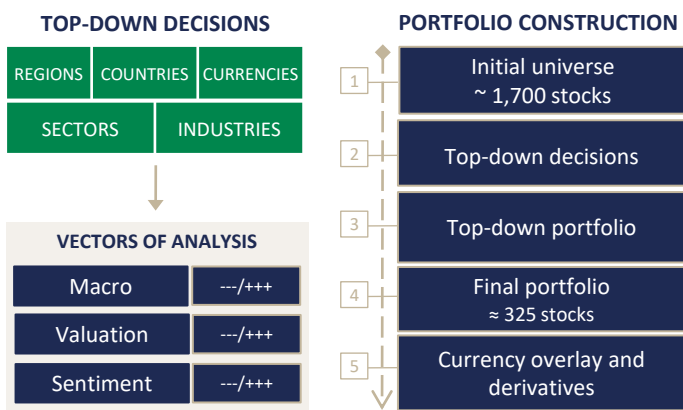 TOP-DOWN DECISIONS
REGIONS
COUNTRIES
CURRENCIES
SECTORS
INDUSTRIES
VECTORS OF ANALYSIS
Macro
---/+++
Valuation
---/+++
Sentiment
---/+++
PORTFOLIO CONSTRUCTION
1
Initial universe
~ 1,700 stocks
2
Top-down decisions
3
Top-down portfolio
4
Final portfolio
≈ 325 stocks
5
Currency overlay and
derivatives